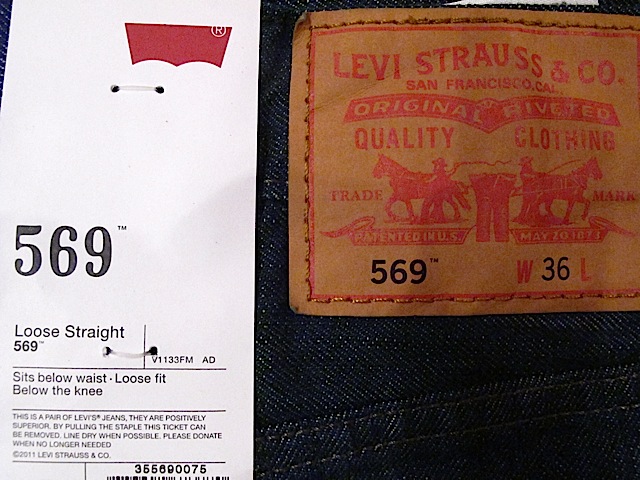 ®
569™
Loose Straight
569™
V1133FM AD
Sits below waist · Loose fit
Below the knee
THIS IS A PAIR OF LEVI'S® JEANS, THEY ARE POSITIVELY
SUPERIOR. BY PULLING THE STAPLE THIS TICKET CAN
BE REMOVED. LINE DRY WHEN POSSIBLE. PLEASE DONATE
WHEN NO LONGER NEEDED
©2011 LEVI STRAUSS & CO.
355690075
LEVI STRAUSS & CO.
SAN FRANCISCO, CAL.
ORIGINAL RIVETED
QUALITY CLOTHING
TRADE MARK
PATENTED IN U.S. MAY 20 1873
569™ W 36 L